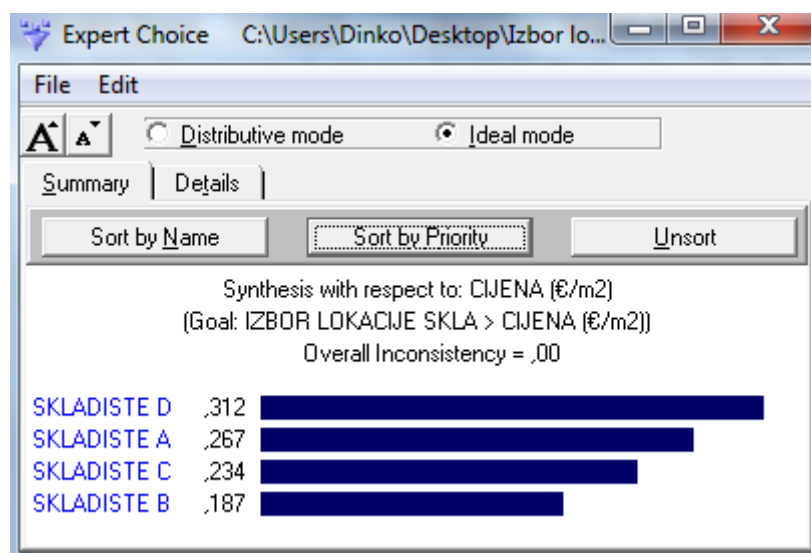 Expert Choice C:\Users\Dinko\Desktop\Izbor lo...
File Edit
A A Distributive mode Ideal mode
Summary Details
Sort by Name Sort by Priority Unsort
Synthesis with respect to: CIJENA (€/m2)
(Goal: IZBOR LOKACIJE SKLA > CIJENA (€/m2))
Overall Inconsistency = ,00
SKLADISTE D ,312
SKLADISTE A ,267
SKLADISTE C ,234
SKLADISTE B ,187